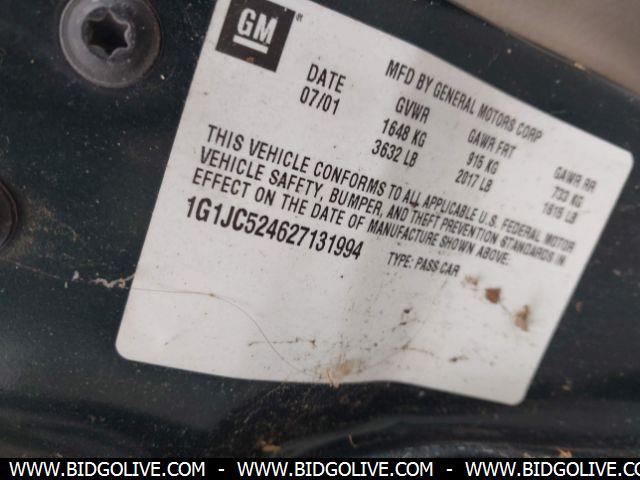 GM
MFD BY GENERAL MOTORS CORP
DATE GVWR GAWR FRT GAWR RR
07/01 1648 KG 915 KG 733 KG
3632 LB 2017 LB 1615 LB
THIS VEHICLE CONFORMS TO ALL APPLICABLE U.S. FEDERAL MOTOR
VEHICLE SAFETY, BUMPER, AND THEFT PREVENTION STANDARDS IN
EFFECT ON THE DATE OF MANUFACTURE SHOWN ABOVE.
1G1JC524627131994 TYPE: PASS CAR
WWW.BIDGOLIVE.COM - WWW.BIDGOLIVE.COM - WWW.BIDGOLIVE.COM